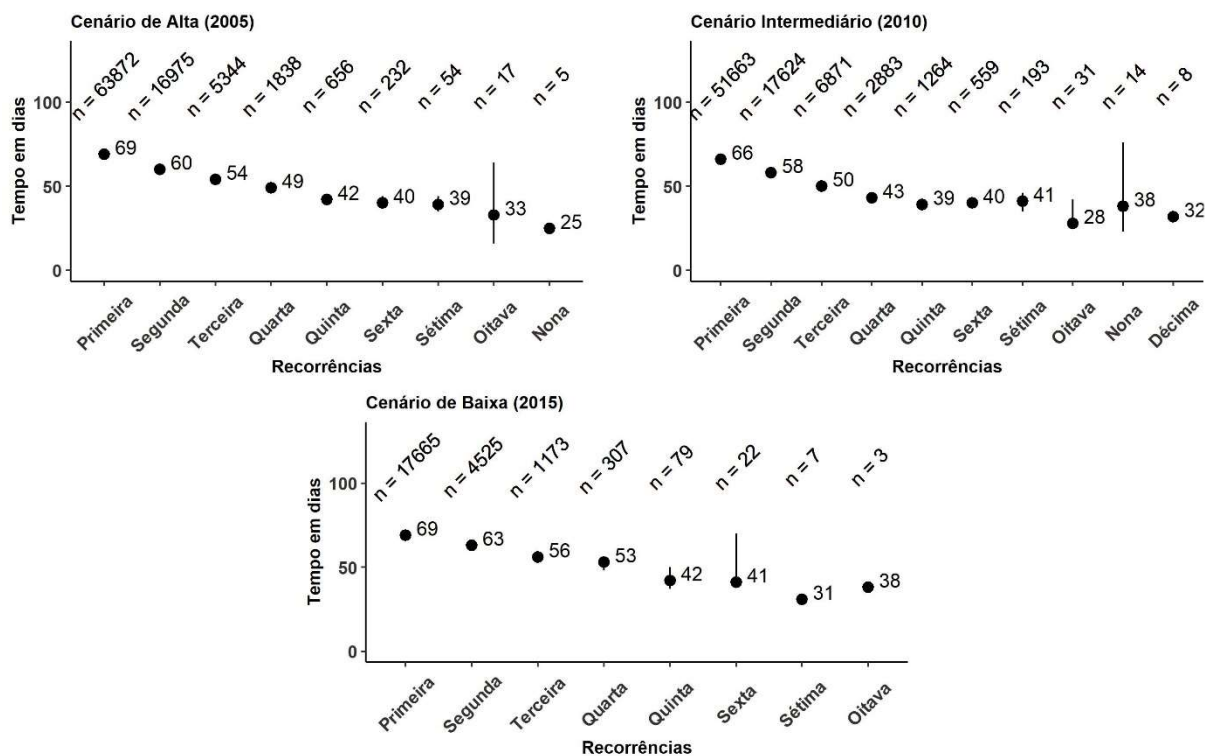 Cenário de Alta (2005)
n = 63872
n = 16975
n = 5344
n = 1838
n = 656
n = 232
n = 54
n = 17
n = 5
Tempo em dias
100
50
0
69
60
54
49
42
40
39
33
25
Primeira
Segunda
Terceira
Quarta
Quinta
Sexta
Sétima
Oitava
Nona
Recorrências
Cenário Intermediário (2010)
n = 51663
n = 17624
n = 6871
n = 2883
n = 1264
n = 559
n = 193
n = 31
n = 14
n = 8
Tempo em dias
100
50
0
66
58
50
43
39
40
41
28
38
32
Primeira
Segunda
Terceira
Quarta
Quinta
Sexta
Sétima
Oitava
Nona
Décima
Recorrências
Cenário de Baixa (2015)
n = 17665
n = 4525
n = 1173
n = 307
n = 79
n = 22
n = 7
n = 3
Tempo em dias
100
50
0
69
63
56
53
42
41
31
38
Primeira
Segunda
Terceira
Quarta
Quinta
Sexta
Sétima
Oitava
Recorrências